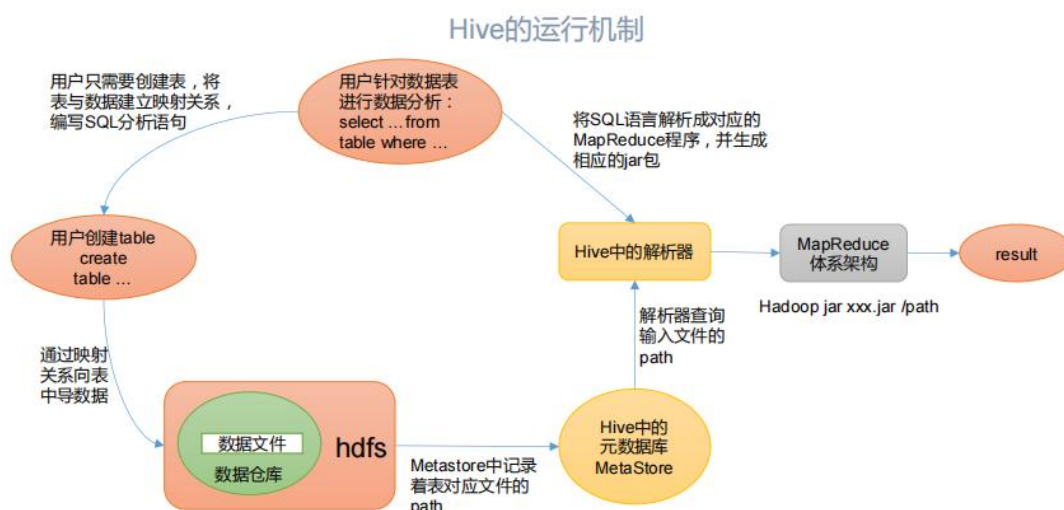 Hive的运行机制
用户只需要创建表，将
表与数据建立映射关系，
编写SQL分析语句
用户针对数据表
进行数据分析：
select ...from
table where ...
将SQL语言解析成对应的
MapReduce程序，并生成
相应的jar包
用户创建table
create
table ...
Hive中的解析器
MapReduce
体系架构
result
Hadoop jar xxx.jar /path
解析器查询
输入文件的
path
通过映射
关系向表
中导数据
数据文件
数据仓库
hdfs
Metastore中记录
着表对应文件的
path
Hive中的
元数据库
MetaStore